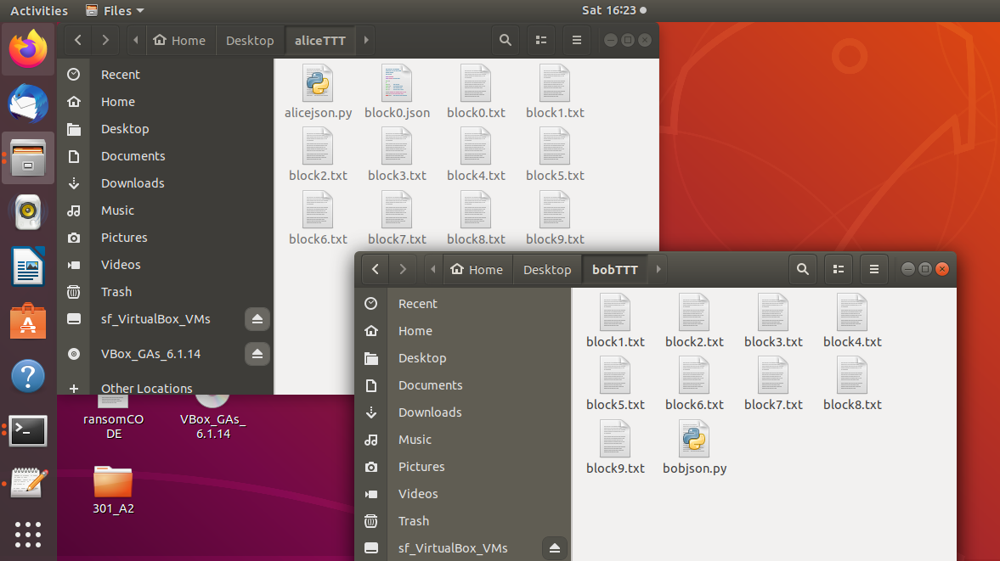 Activities Files Sat 16:23
Home Desktop aliceTTT
Recent
Home
Desktop
Documents
Downloads
Music
Pictures
Videos
Trash
sf_VirtualBox_VMs
VBox_GAs_6.1.14
Other Locations
alicejson.py block0.json block0.txt block1.txt
block2.txt block3.txt block4.txt block5.txt
block6.txt block7.txt block8.txt block9.txt
Home Desktop bobTTT
Recent
Home
Desktop
Documents
Downloads
Music
Pictures
Videos
Trash
sf_VirtualBox_VMs
block1.txt block2.txt block3.txt block4.txt
block5.txt block6.txt block7.txt block8.txt
block9.txt bobjson.py
ransomCO
DE
VBox_GAs_
6.1.14
301_A2